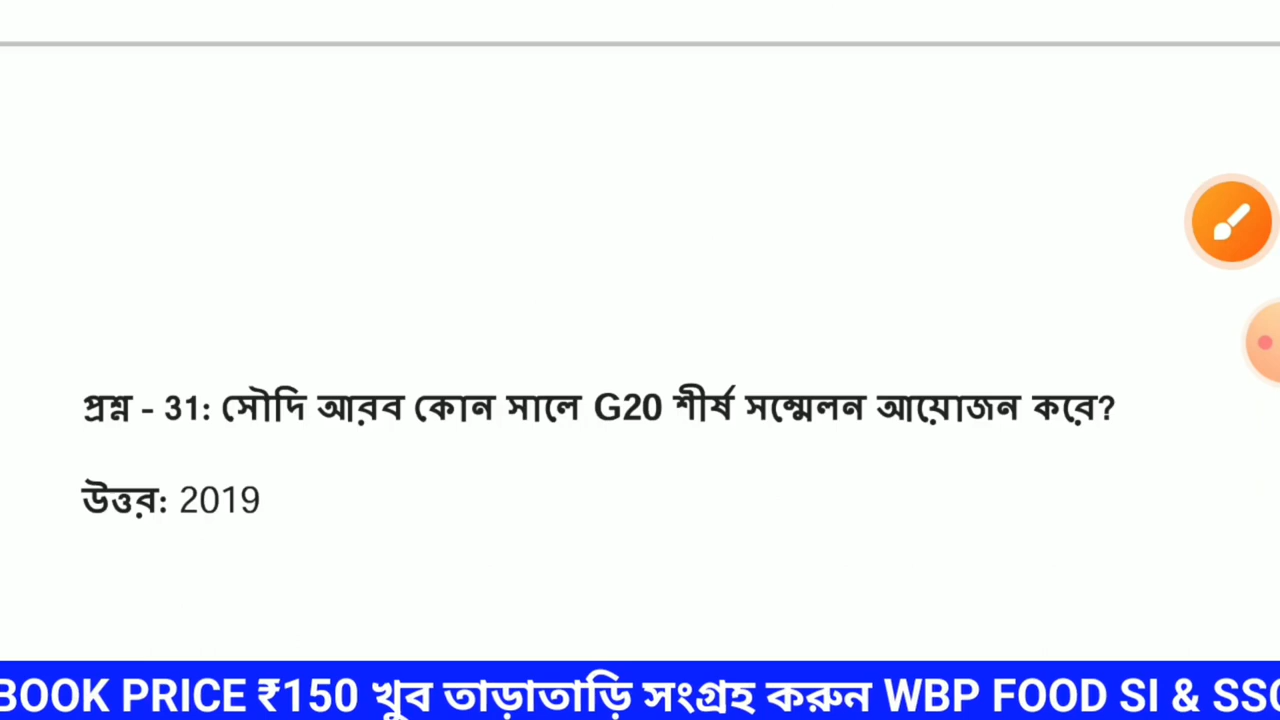 প্রশ্ন - 31: সৌদি আরব কোন সালে G20 শীর্ষ সম্মেলন আয়োজন করে?
উত্তর: 2019
BOOK PRICE ₹150 খুব তাড়াতাড়ি সংগ্রহ করুন WBP FOOD SI & SSC